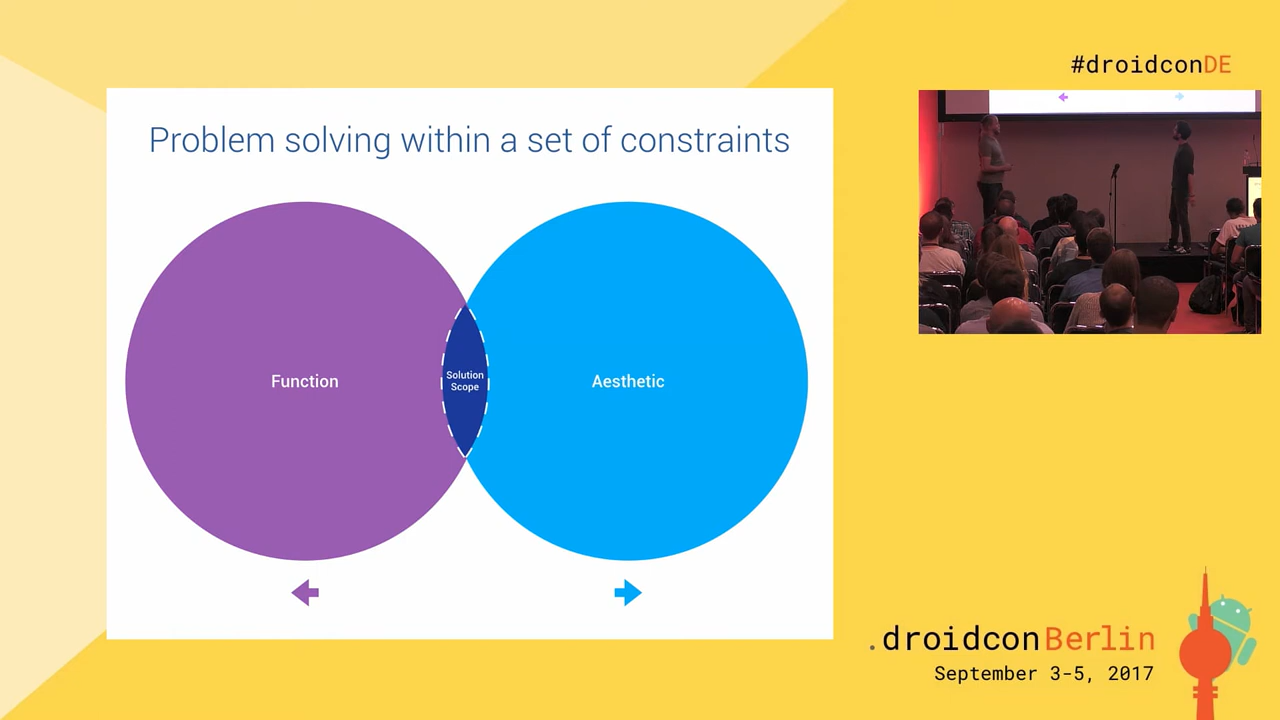 #droidconDE
Problem solving within a set of constraints
Function
Solution
Scope
Aesthetic
.droidconBerlin
September 3-5, 2017